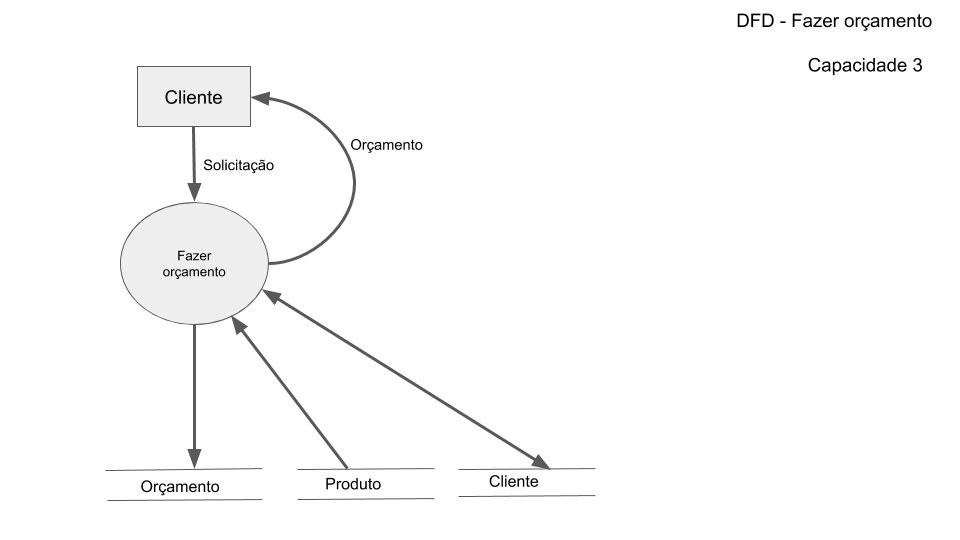 DFD - Fazer orçamento
Capacidade 3
Cliente
Orçamento
Solicitação
Fazer
orçamento
Orçamento
Produto
Cliente